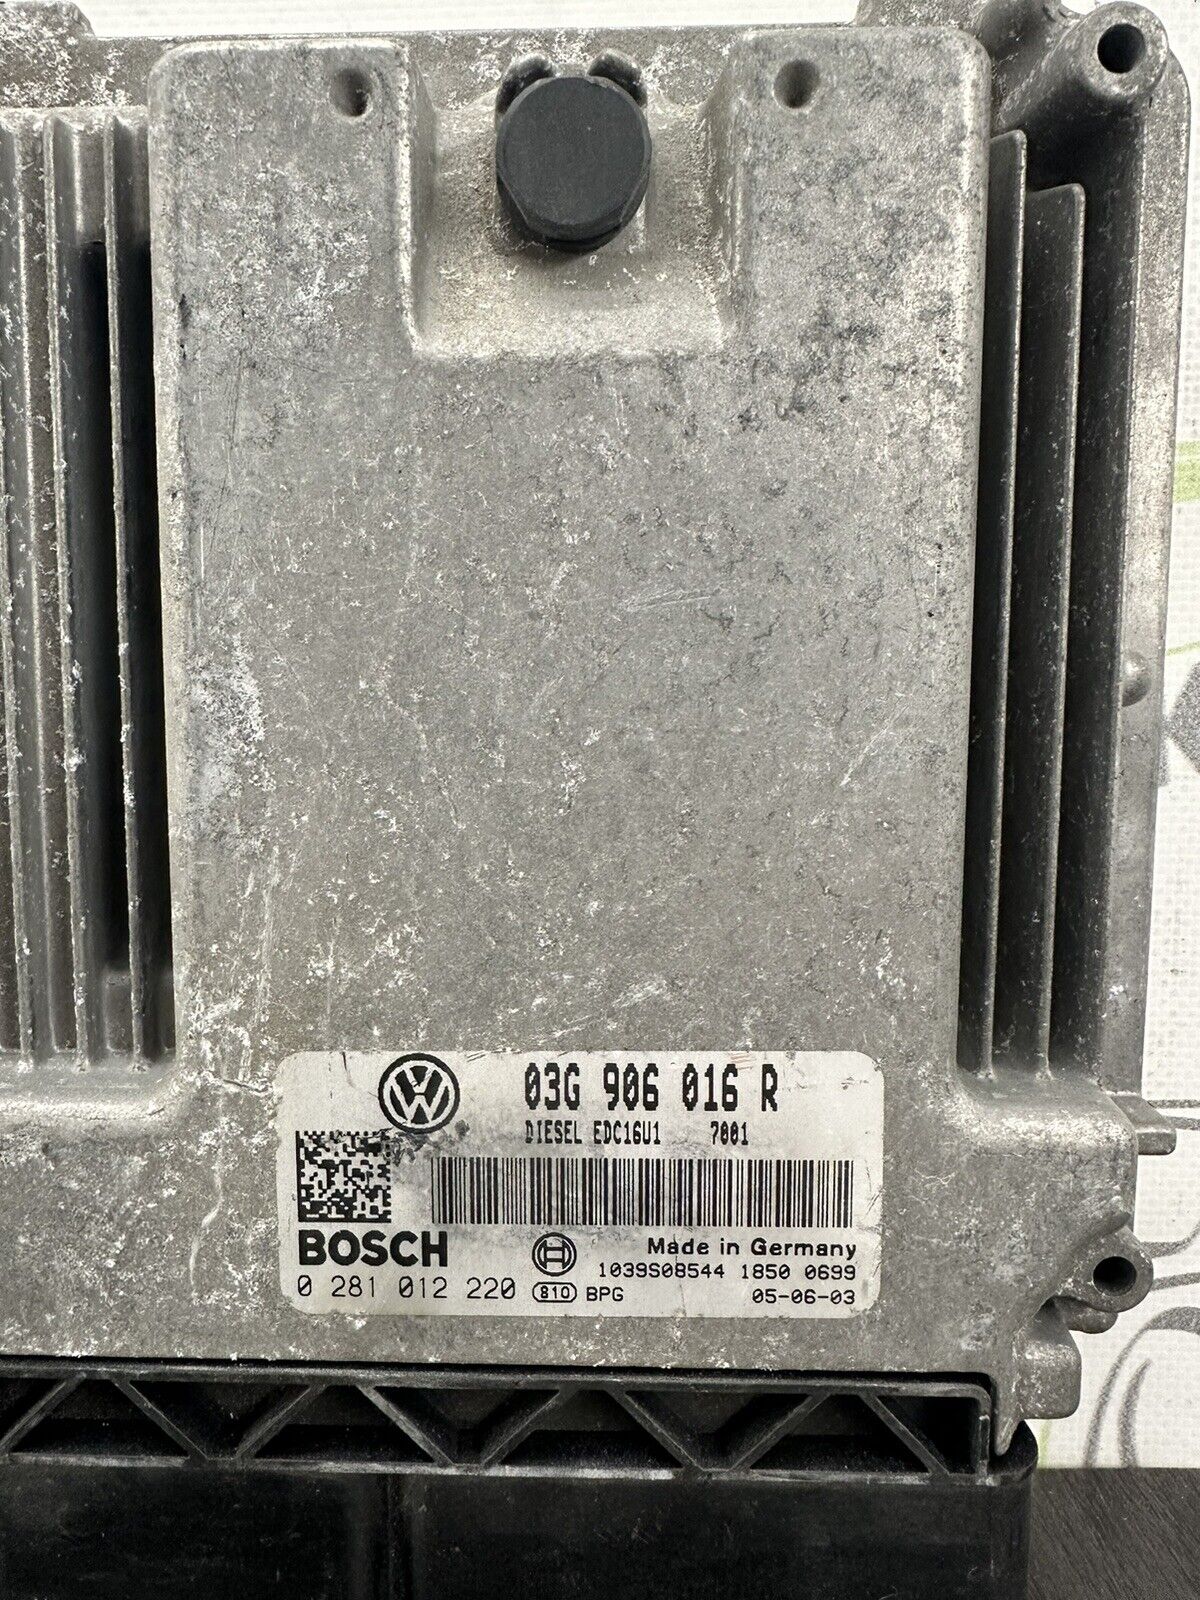 03G 906 016 R
DIESEL EDC16U1 7001
BOSCH
Made in Germany
1039S08544 1850 0699
0 281 012 220 810 BPG 05-06-03